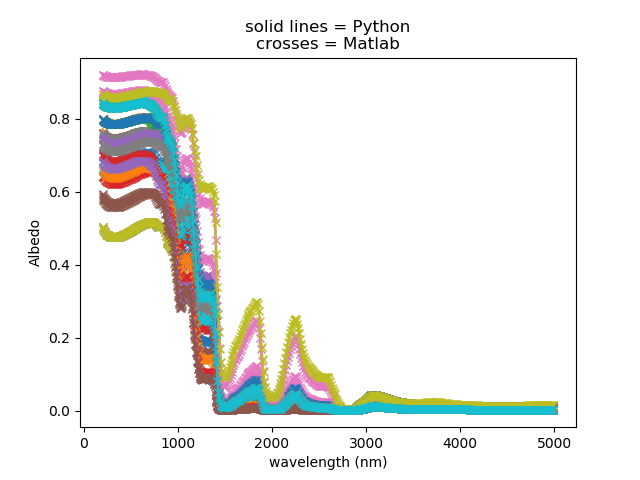 solid lines = Python
crosses = Matlab
Albedo
0.8
0.6
0.4
0.2
0.0
0
1000
2000
3000
4000
5000
wavelength (nm)